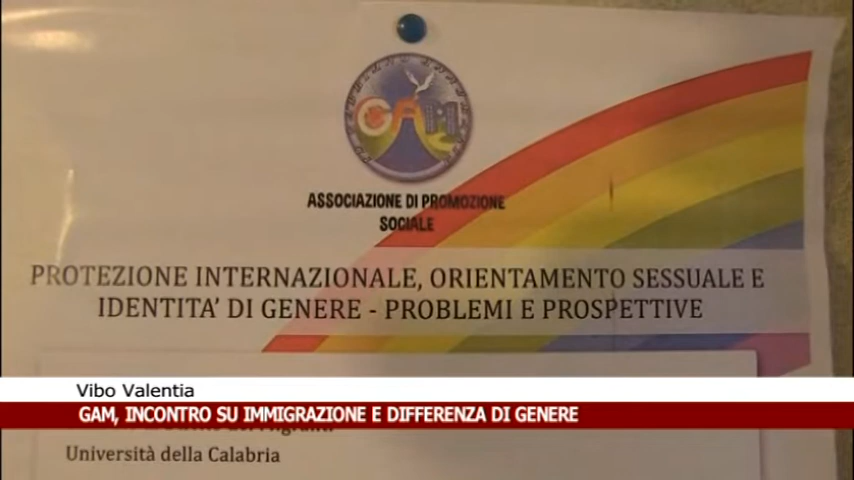 GAM
ASSOCIAZIONE DI PROMOZIONE
SOCIALE
PROTEZIONE INTERNAZIONALE, ORIENTAMENTO SESSUALE E
IDENTITA' DI GENERE - PROBLEMI E PROSPETTIVE
Vibo Valentia
GAM, INCONTRO SU IMMIGRAZIONE E DIFFERENZA DI GENERE
Università della Calabria